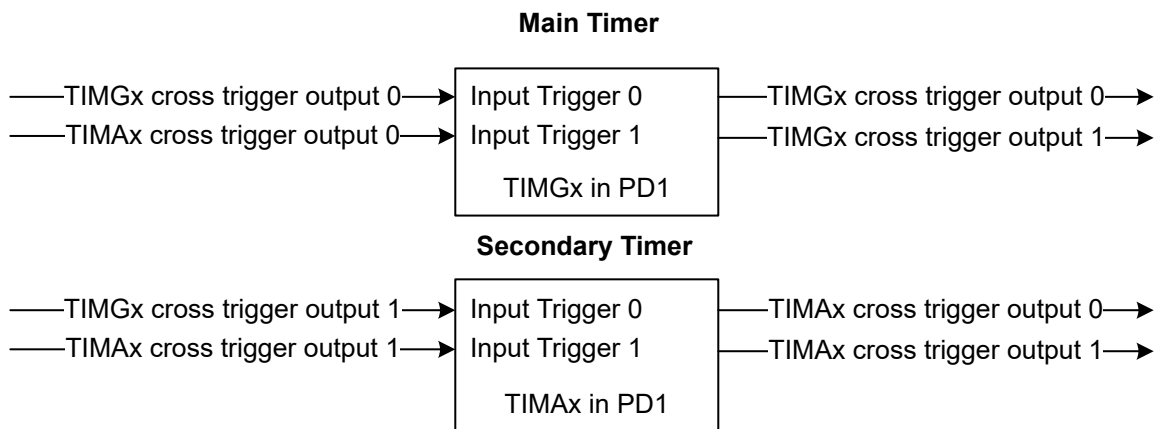 Main Timer
TIMGx cross trigger output 0 Input Trigger 0 TIMGx cross trigger output 0
TIMAx cross trigger output 0 Input Trigger 1 TIMGx cross trigger output 1
TIMGx in PD1
Secondary Timer
TIMGx cross trigger output 1 Input Trigger 0 TIMAx cross trigger output 0
TIMAx cross trigger output 1 Input Trigger 1 TIMAx cross trigger output 1
TIMAx in PD1